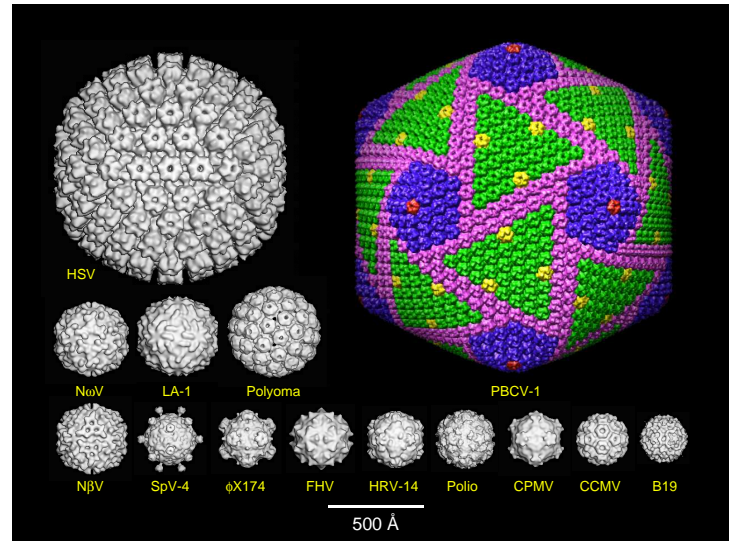 HSV
NωV LA-1 Polyoma PBCV-1
NβV SpV-4 ϕX174 FHV HRV-14 Polio CPMV CCMV B19
500 Å